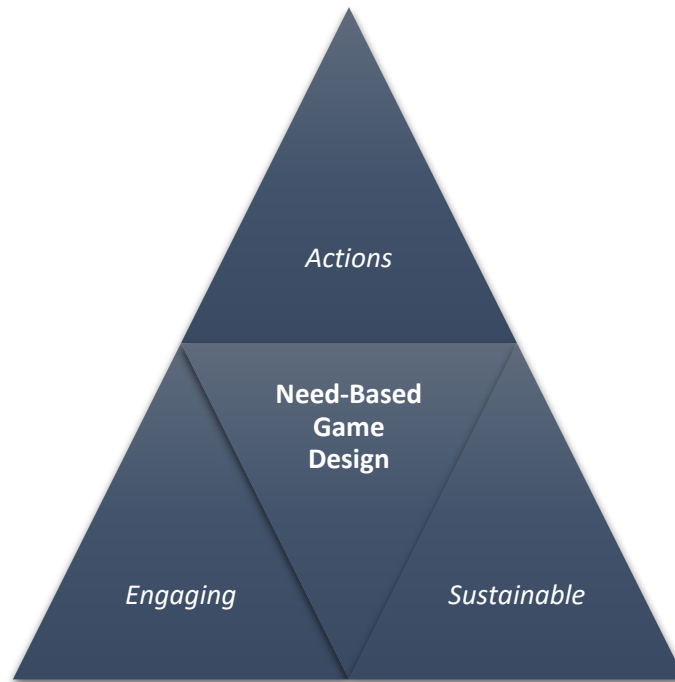 Actions
Need-Based
Game
Design
Engaging
Sustainable